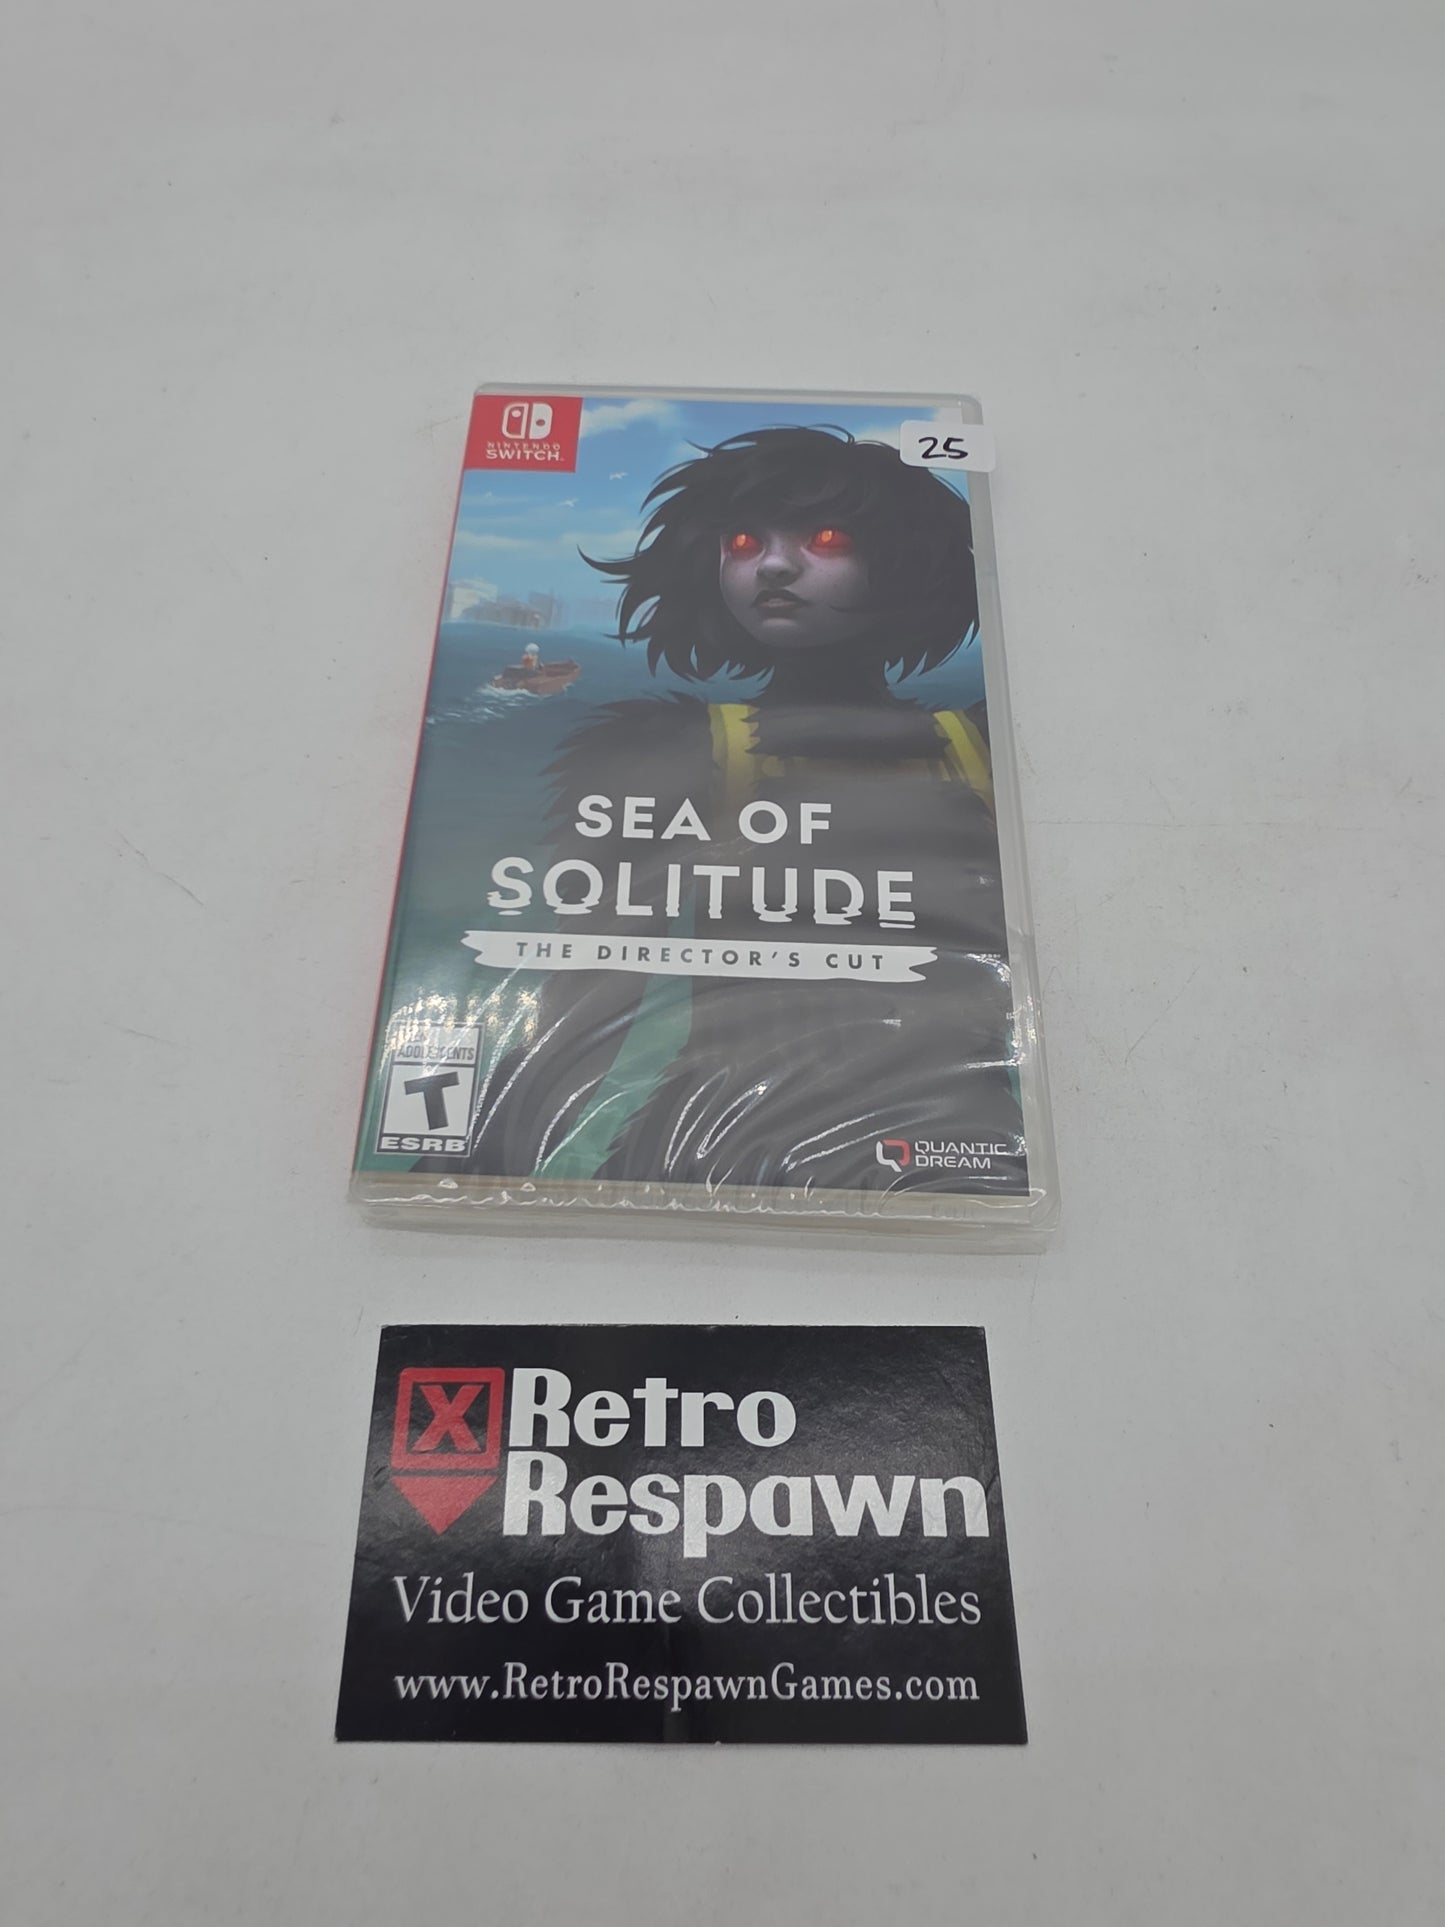 NINTENDO
SWITCH
25
SEA OF
SOLITUDE
THE DIRECTOR'S CUT
ADOLESCENTS
T
ESRB
QUANTIC
DREAM
X Retro
Respawn
Video Game Collectibles
www.RetroRespawnGames.com